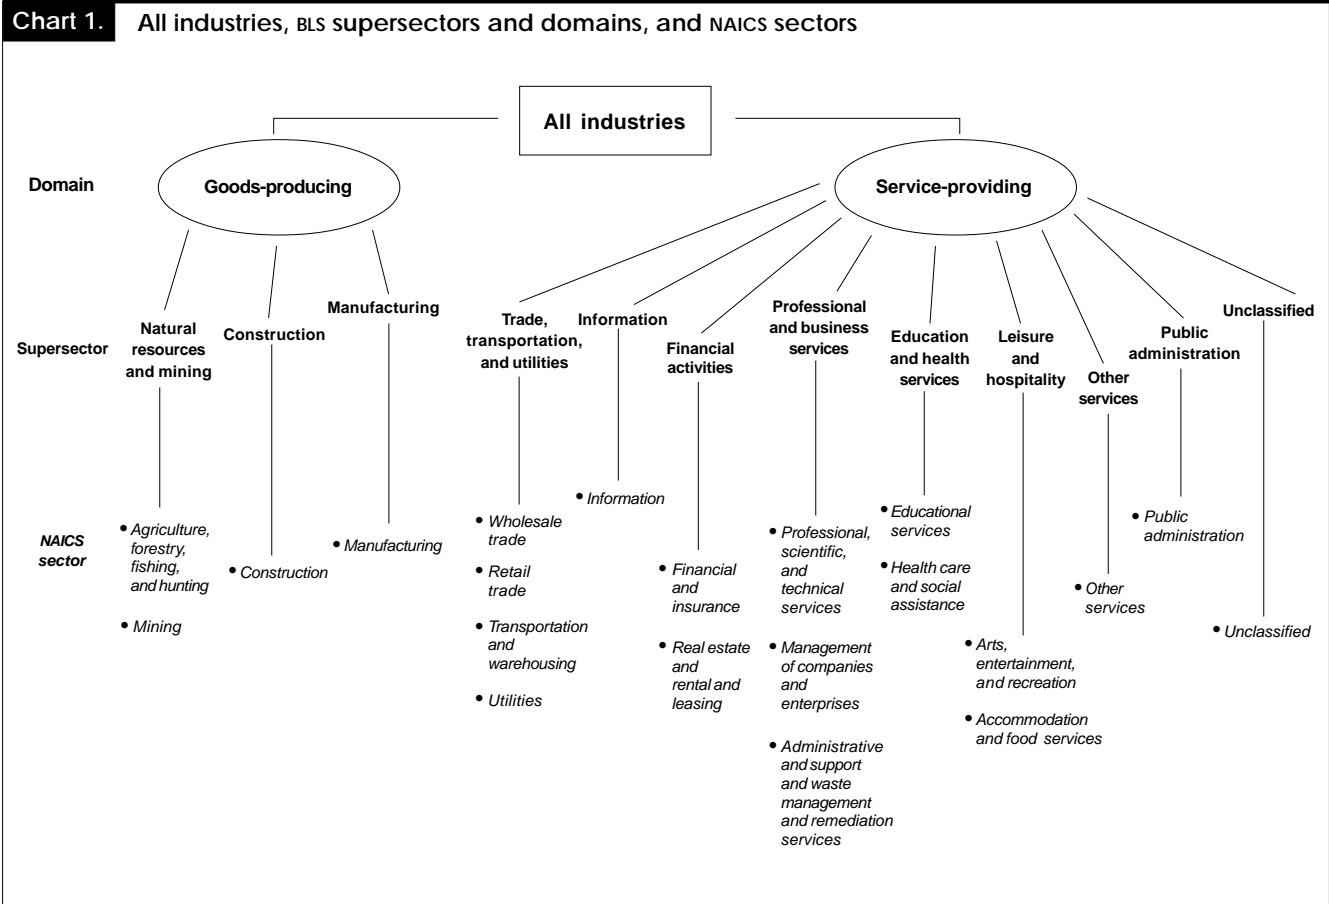 Chart 1.
All industries, BLS supersectors and domains, and NAICS sectors
All industries
Domain
Goods-producing
Service-providing
Supersector
Natural
resources
and mining
Construction
Manufacturing
Trade,
transportation,
and utilities
Information
Financial
activities
Professional
and business
services
Education
and health
services
Leisure
and
hospitality
Other
services
Public
administration
Unclassified
NAICS
sector
• Agriculture,
forestry,
fishing,
and hunting
• Mining
• Construction
• Manufacturing
• Wholesale
trade
• Retail
trade
• Transportation
and
warehousing
• Utilities
• Information
• Financial
and
insurance
• Real estate
and
rental and
leasing
• Professional,
scientific,
and
technical
services
• Management
of companies
and
enterprises
• Administrative
and support
and waste
management
and remediation
services
• Educational
services
• Health care
and social
assistance
• Arts,
entertainment,
and recreation
• Accommodation
and food services
• Other
services
• Public
administration
• Unclassified